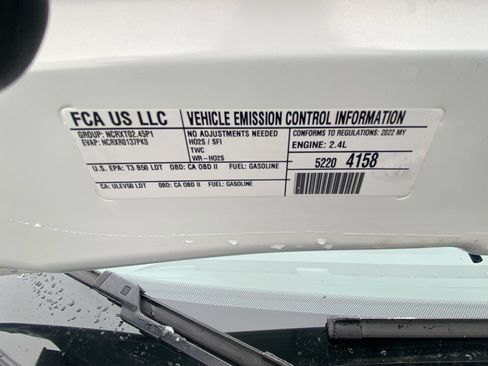 FCA US LLC
VEHICLE EMISSION CONTROL INFORMATION
GROUP: NCRXT02.45P1
EVAP: NCRXR0137PK0
NO ADJUSTMENTS NEEDED
HO2S / SFI
TWC
WR-HO2S
CONFORMS TO REGULATIONS: 2022 MY
ENGINE: 2.4L
U.S. EPA: T3 B50 LDT OBD: CA OBD II FUEL: GASOLINE
CA: ULEV50 LDT OBD: CA OBD II FUEL: GASOLINE
5220 4158